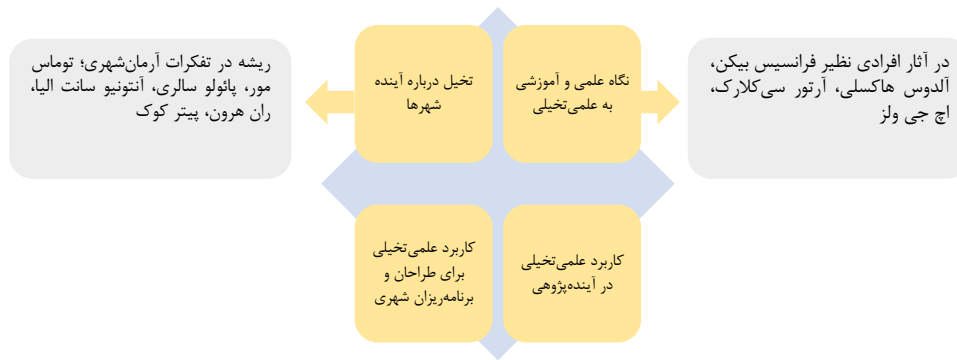 در آثار افرادی نظیر فرانسیس بیکن،
آلدوس هاکسلی، آرتور سی‌کلارک،
اچ جی ولز
نگاه علمی و آموزشی
به علمی‌تخیلی
تخیل درباره آینده
شهرها
ریشه در تفکرات آرمان‌شهری؛ توماس
مور، پائولو سالری، آنتونیو سانت الیا،
ران هرون، پیتر کوک
کاربرد علمی‌تخیلی
در آینده‌پژوهی
کاربرد علمی‌تخیلی
برای طراحان و
برنامه‌ریزان شهری